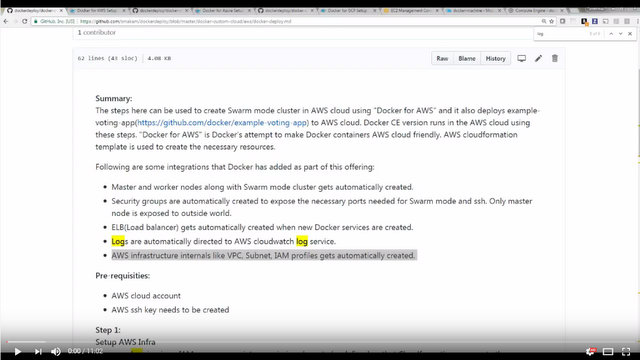 dockerdeploy/docker-
Docker for AWS Setup
dockerdeploy/docker-
Docker for Azure Setup
dockerdeploy/docker-
Docker for GCP Setup
EC2 Management Con
Compute Engine
GitHub, Inc. [US]
https://github.com/smakam/dockerdeploy/blob/master/docker-custom-cloud/aws/docker-deploy.md
log
1 contributor
62 lines (43 sloc) 4.08 KB
Raw Blame History
Summary:
The steps here can be used to create Swarm mode cluster in AWS cloud using "Docker for AWS" and it also deploys example-
voting-app(https://github.com/docker/example-voting-app) to AWS cloud. Docker CE version runs in the AWS cloud using
these steps. "Docker for AWS" is Docker's attempt to make Docker containers AWS cloud friendly. AWS cloudformation
template is used to create the necessary resources.
Following are some integrations that Docker has added as part of this offering:
• Master and worker nodes along with Swarm mode cluster gets automatically created.
• Security groups are automatically created to expose the necessary ports needed for Swarm mode and ssh. Only master
node is exposed to outside world.
• ELB(Load balancer) gets automatically created when new Docker services are created.
• Logs are automatically directed to AWS cloudwatch log service.
• AWS infrastructure internals like VPC, Subnet, IAM profiles gets automatically created.
Pre-requisities:
• AWS cloud account
• AWS ssh key needs to be created
Step 1:
Setup AWS Infra
0:00 / 11:02